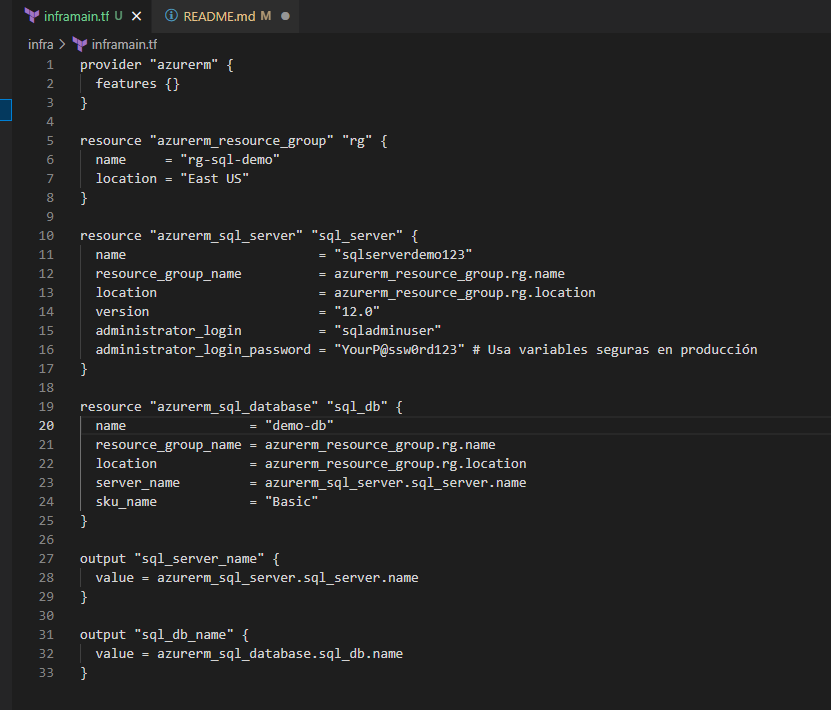 inframain.tf U
README.md M
infra > inframain.tf
1 provider "azurerm" {
2   features {}
3 }
4
5 resource "azurerm_resource_group" "rg" {
6   name     = "rg-sql-demo"
7   location = "East US"
8 }
9
10 resource "azurerm_sql_server" "sql_server" {
11   name                         = "sqlserverdemo123"
12   resource_group_name          = azurerm_resource_group.rg.name
13   location                     = azurerm_resource_group.rg.location
14   version                      = "12.0"
15   administrator_login          = "sqladminuser"
16   administrator_login_password = "YourP@ssw0rd123" # Usa variables seguras en producción
17 }
18
19 resource "azurerm_sql_database" "sql_db" {
20   name                = "demo-db"
21   resource_group_name = azurerm_resource_group.rg.name
22   location            = azurerm_resource_group.rg.location
23   server_name         = azurerm_sql_server.sql_server.name
24   sku_name            = "Basic"
25 }
26
27 output "sql_server_name" {
28   value = azurerm_sql_server.sql_server.name
29 }
30
31 output "sql_db_name" {
32   value = azurerm_sql_database.sql_db.name
33 }